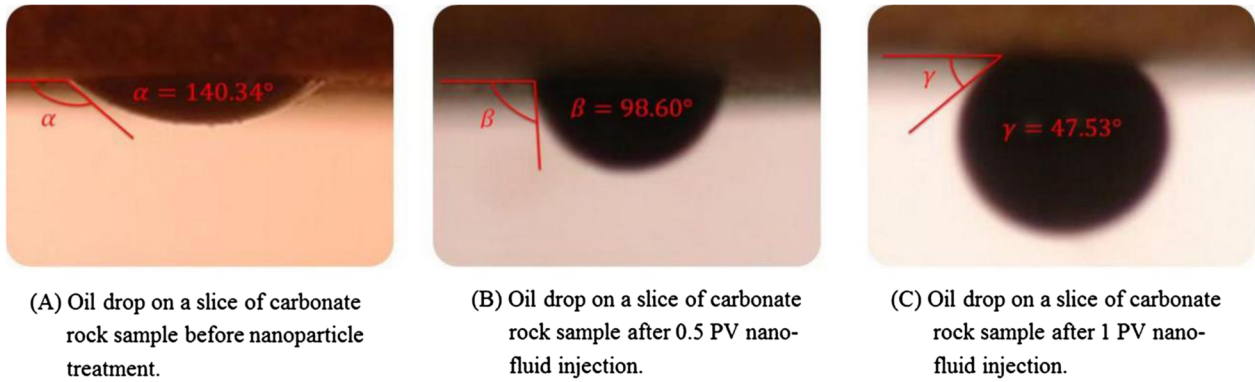 α = 140.34°
α
β = 98.60°
β
γ
γ = 47.53°
(A) Oil drop on a slice of carbonate
rock sample before nanoparticle
treatment.
(B) Oil drop on a slice of carbonate
rock sample after 0.5 PV nano-
fluid injection.
(C) Oil drop on a slice of carbonate
rock sample after 1 PV nano-
fluid injection.